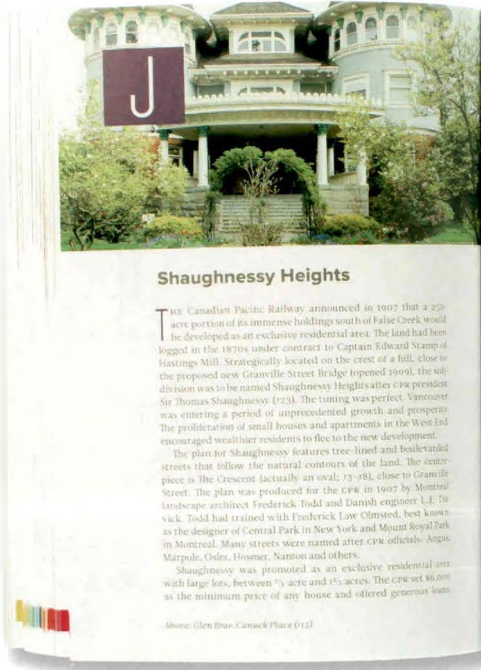 J
Shaughnessy Heights
THE Canadian Pacific Railway announced in 1907 that a 250-
acre portion of its immense holdings south of False Creek would
be developed as an exclusive residential area. The land had been
logged in the 1870s under contract to Captain Edward Stamp of
Hastings Mill. Strategically located on the crest of a hill, close to
the proposed new Granville Street Bridge (opened 1909), the sub-
division was to be named Shaughnessy Heights after CPR president
Sir Thomas Shaughnessy (r23). The timing was perfect. Vancouver
was entering a period of unprecedented growth and prosperity.
The proliferation of small houses and apartments in the West End
encouraged wealthier residents to flee to the new development.
The plan for Shaughnessy features tree-lined and boulevarded
streets that follow the natural contours of the land. The centre-
piece is The Crescent (actually an oval; 13–18), close to Granville
Street. The plan was produced for the CPR in 1907 by Montreal
landscape architect Frederick Todd and Danish engineer L.E. Da
vick. Todd had trained with Frederick Law Olmsted, best known
as the designer of Central Park in New York and Mount Royal Park
in Montreal. Many streets were named after CPR officials: Angus,
Marpole, Osler, Hosmer, Nanton and others.
Shaughnessy was promoted as an exclusive residential area
with large lots, between ⅕ acre and 1½ acres. The CPR set $6,000
as the minimum price of any house and offered generous loans
Above: Glen Brae/Canuck Place (r15)